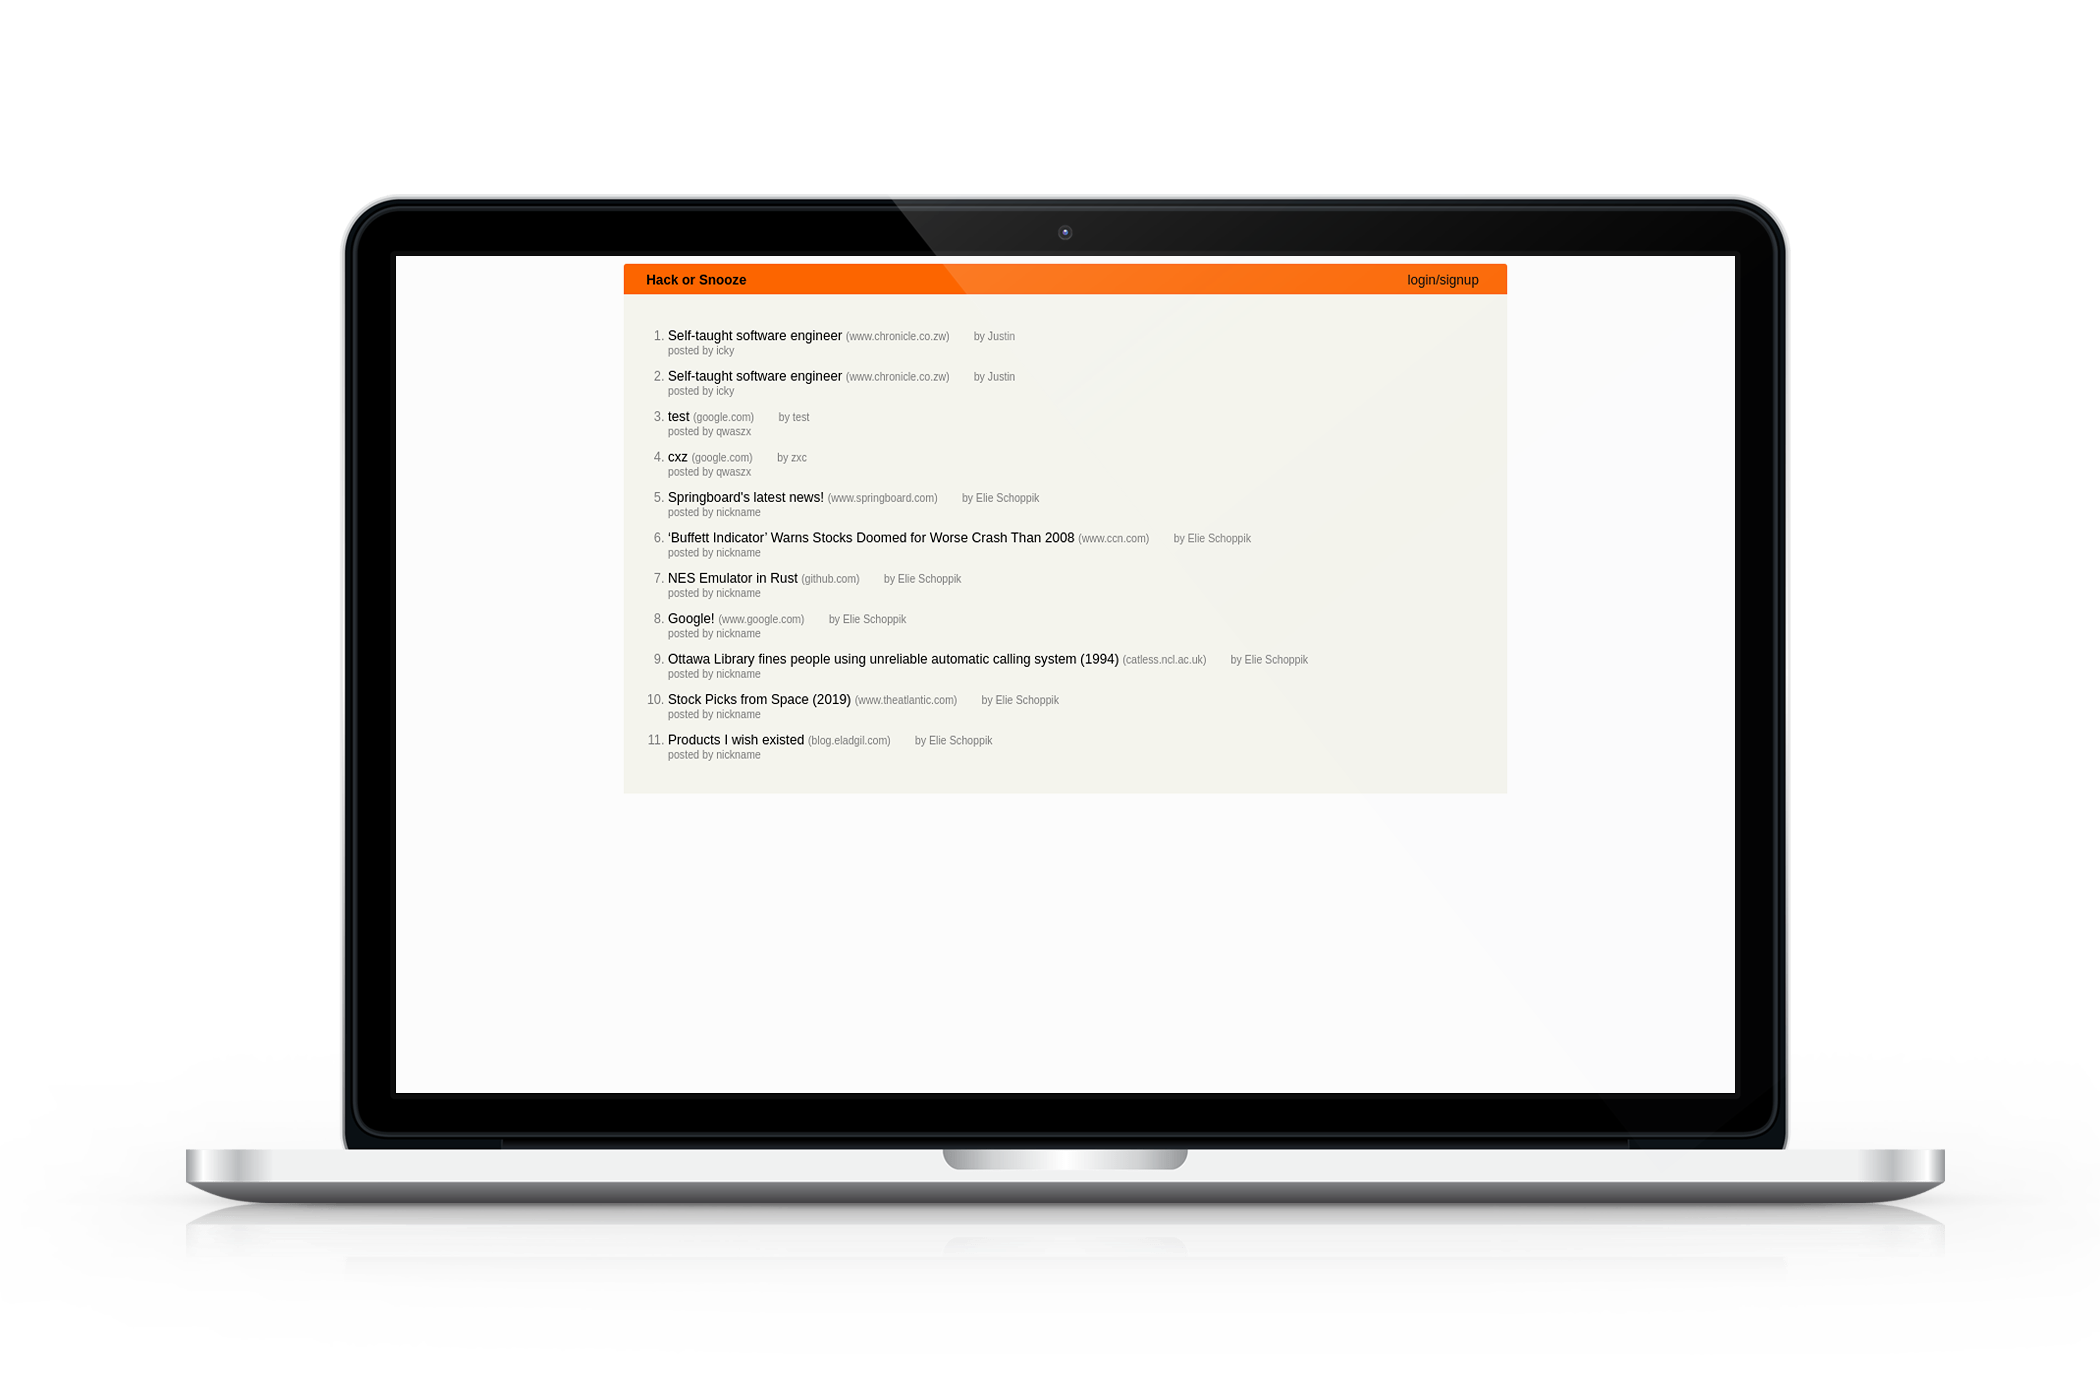 Hack or Snooze login/signup
1. Self-taught software engineer (www.chronicle.co.zw) by Justin
posted by icky
2. Self-taught software engineer (www.chronicle.co.zw) by Justin
posted by icky
3. test (google.com) by test
posted by qwaszx
4. cxz (google.com) by zxc
posted by qwaszx
5. Springboard's latest news! (www.springboard.com) by Elie Schoppik
posted by nickname
6. ‘Buffett Indicator’ Warns Stocks Doomed for Worse Crash Than 2008 (www.ccn.com) by Elie Schoppik
posted by nickname
7. NES Emulator in Rust (github.com) by Elie Schoppik
posted by nickname
8. Google! (www.google.com) by Elie Schoppik
posted by nickname
9. Ottawa Library fines people using unreliable automatic calling system (1994) (catless.ncl.ac.uk) by Elie Schoppik
posted by nickname
10. Stock Picks from Space (2019) (www.theatlantic.com) by Elie Schoppik
posted by nickname
11. Products I wish existed (blog.eladgil.com) by Elie Schoppik
posted by nickname